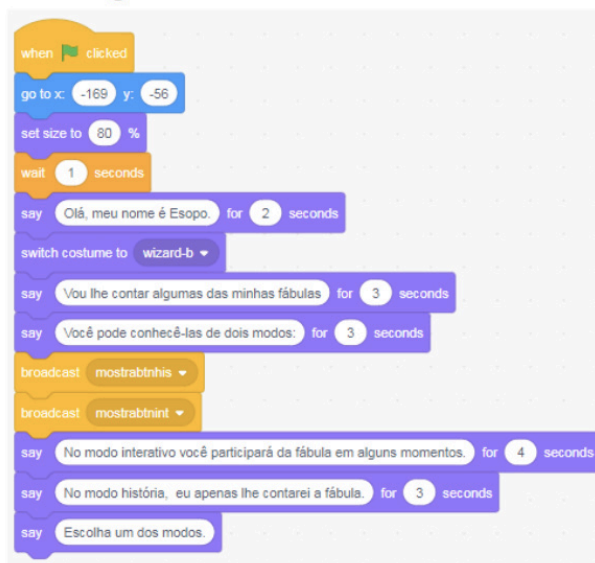 when clicked
go to x: -169 y: -56
set size to 80 %
wait 1 seconds
say Olá, meu nome é Esopo. for 2 seconds
switch costume to wizard-b
say Vou lhe contar algumas das minhas fábulas for 3 seconds
say Você pode conhecê-las de dois modos: for 3 seconds
broadcast mostrabtnhis
broadcast mostrabtnint
say No modo interativo você participará da fábula em alguns momentos. for 4 seconds
say No modo história, eu apenas lhe contarei a fábula. for 3 seconds
say Escolha um dos modos.